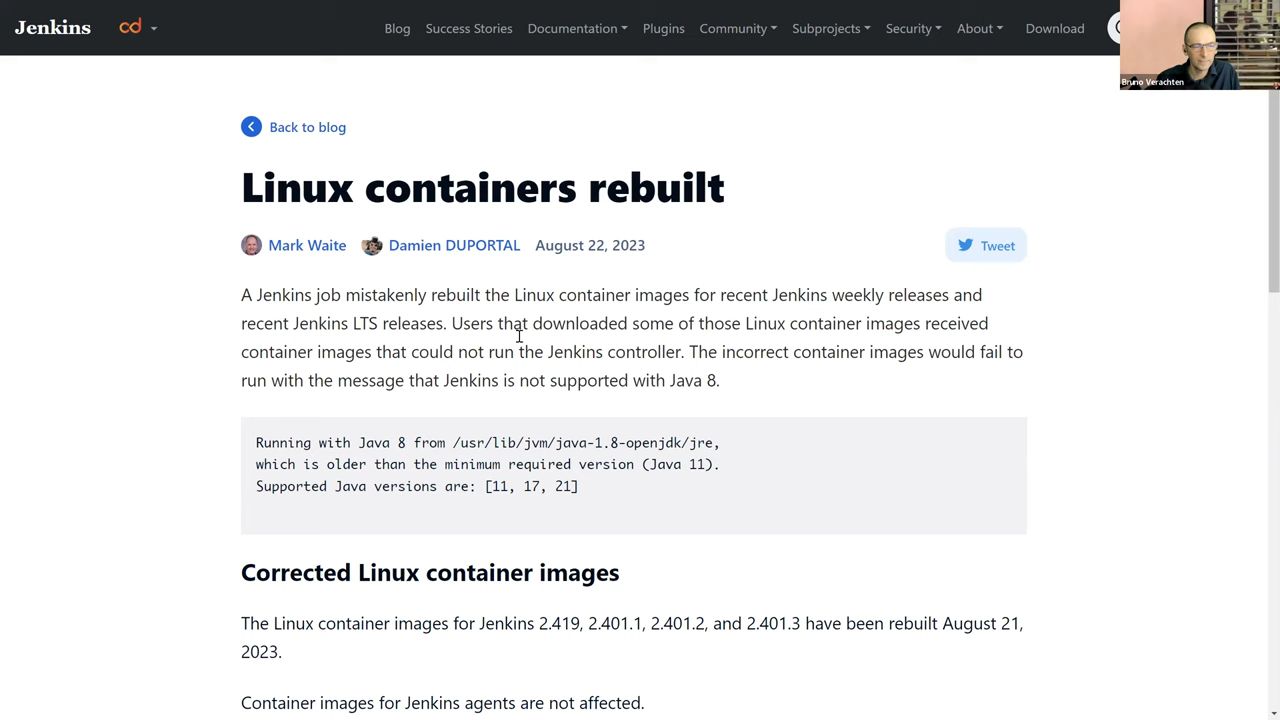 Jenkins cd Blog Success Stories Documentation Plugins Community Subprojects Security About Download
Bruno Verachten
Back to blog
Linux containers rebuilt
Mark Waite Damien DUPORTAL August 22, 2023 Tweet
A Jenkins job mistakenly rebuilt the Linux container images for recent Jenkins weekly releases and
recent Jenkins LTS releases. Users that downloaded some of those Linux container images received
container images that could not run the Jenkins controller. The incorrect container images would fail to
run with the message that Jenkins is not supported with Java 8.
Running with Java 8 from /usr/lib/jvm/java-1.8-openjdk/jre,
which is older than the minimum required version (Java 11).
Supported Java versions are: [11, 17, 21]
Corrected Linux container images
The Linux container images for Jenkins 2.419, 2.401.1, 2.401.2, and 2.401.3 have been rebuilt August 21,
2023.
Container images for Jenkins agents are not affected.